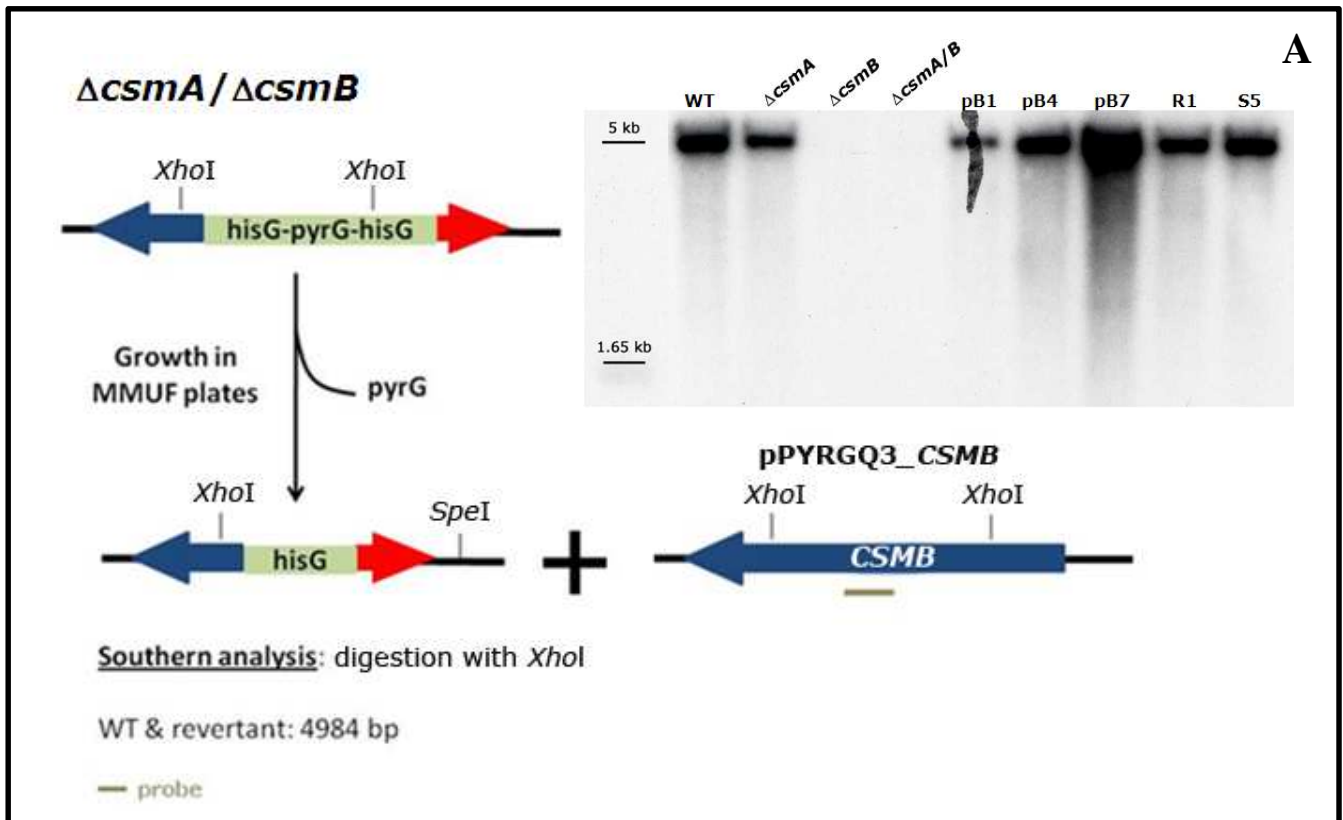 A
ΔcsmA/ΔcsmB
XhoI XhoI
hisG-pyrG-hisG
Growth in
MMUF plates
pyrG
XhoI
SpeI
hisG
WT ΔcsmA ΔcsmB ΔcsmA/B pB1 pB4 pB7 R1 S5
5 kb
1.65 kb
pPYRGQ3_CSMB
XhoI XhoI
CSMB
Southern analysis: digestion with XhoI
WT & revertant: 4984 bp
probe